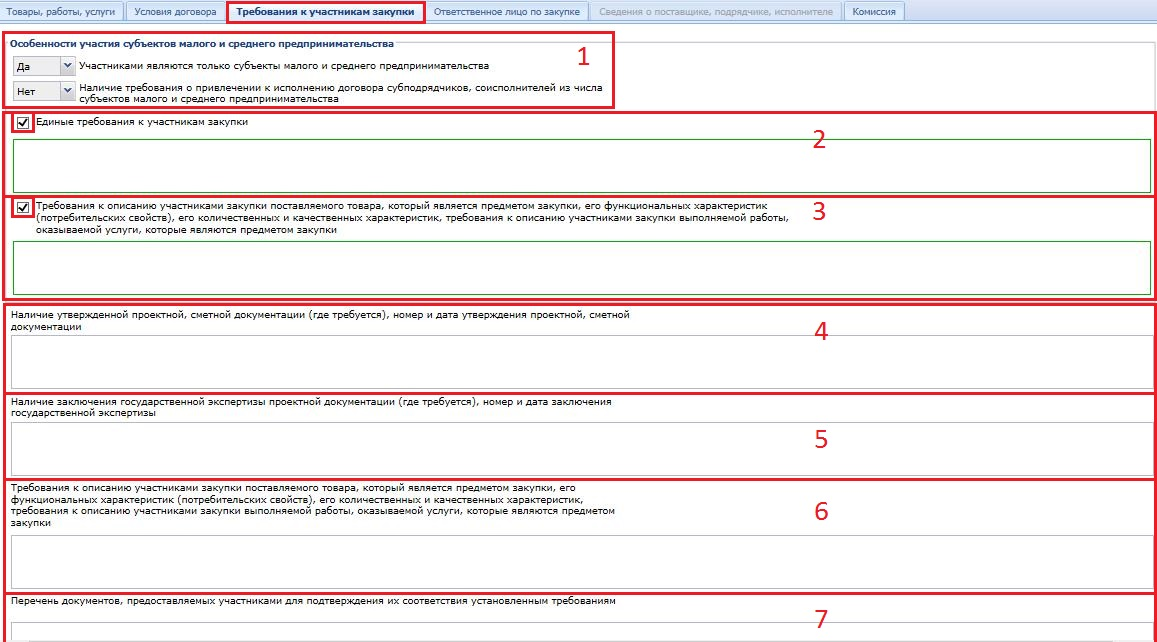 Товары, работы, услуги Условия договора Требования к участникам закупки Ответственное лицо по закупке Сведения о поставщике, подрядчике, исполнителе Комиссия
Особенности участия субъектов малого и среднего предпринимательства
1
Да Участниками являются только субъекты малого и среднего предпринимательства
Нет Наличие требования о привлечении к исполнению договора субподрядчиков, соисполнителей из числа
субъектов малого и среднего предпринимательства
Единые требования к участникам закупки
2
Требования к описанию участниками закупки поставляемого товара, который является предметом закупки, его функциональных характеристик
(потребительских свойств), его количественных и качественных характеристик, требования к описанию участниками закупки выполняемой работы,
оказываемой услуги, которые являются предметом закупки
3
Наличие утвержденной проектной, сметной документации (где требуется), номер и дата утверждения проектной, сметной
документации
4
Наличие заключения государственной экспертизы проектной документации (где требуется), номер и дата заключения
государственной экспертизы
5
Требования к описанию участниками закупки поставляемого товара, который является предметом закупки, его
функциональных характеристик (потребительских свойств), его количественных и качественных характеристик,
требования к описанию участниками закупки выполняемой работы, оказываемой услуги, которые являются предметом
закупки
6
Перечень документов, предоставляемых участниками для подтверждения их соответствия установленным требованиям
7